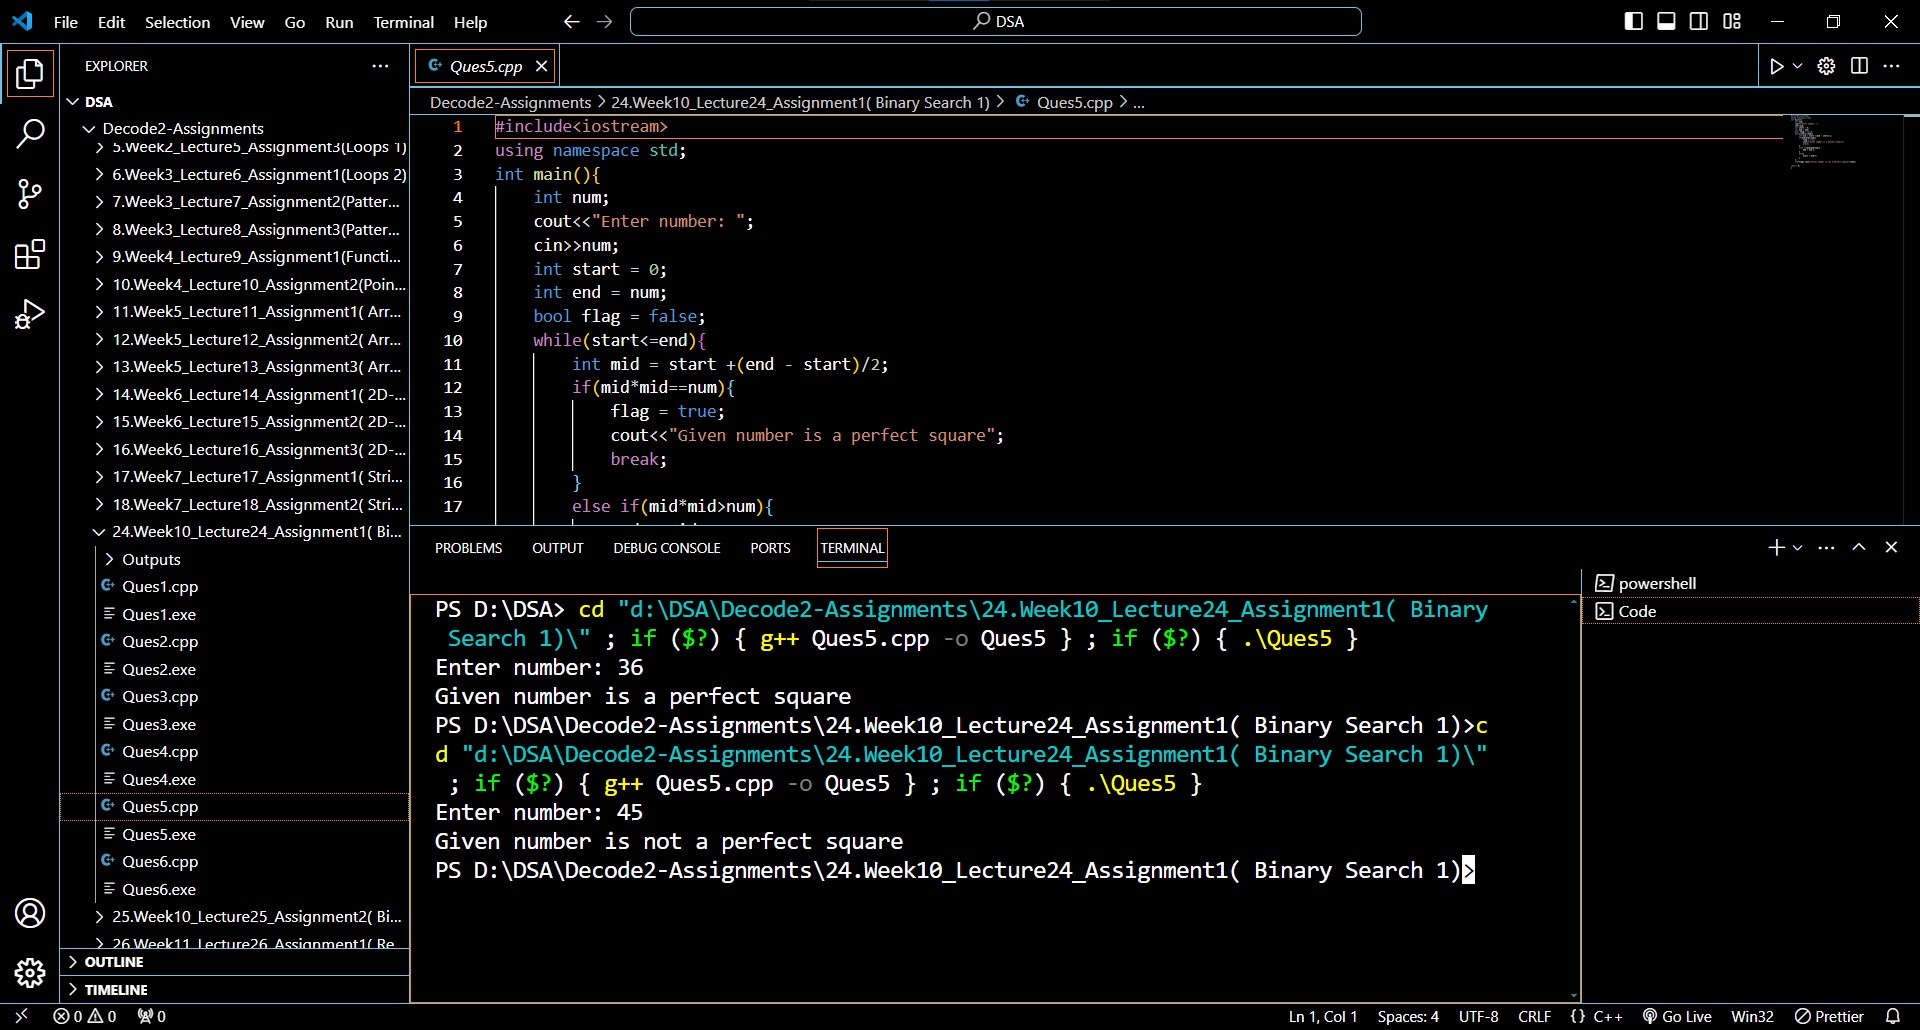 File Edit Selection View Go Run Terminal Help
DSA
EXPLORER
DSA
Decode2-Assignments
5.Week2_Lecture5_Assignment3(Loops 1)
6.Week3_Lecture6_Assignment1(Loops 2)
7.Week3_Lecture7_Assignment2(Patter...
8.Week3_Lecture8_Assignment3(Patter...
9.Week4_Lecture9_Assignment1(Functi...
10.Week4_Lecture10_Assignment2(Poin...
11.Week5_Lecture11_Assignment1( Arr...
12.Week5_Lecture12_Assignment2( Arr...
13.Week5_Lecture13_Assignment3( Arr...
14.Week6_Lecture14_Assignment1( 2D-...
15.Week6_Lecture15_Assignment2( 2D-...
16.Week6_Lecture16_Assignment3( 2D-...
17.Week7_Lecture17_Assignment1( Stri...
18.Week7_Lecture18_Assignment2( Stri...
24.Week10_Lecture24_Assignment1( Bi...
Outputs
Ques1.cpp
Ques1.exe
Ques2.cpp
Ques2.exe
Ques3.cpp
Ques3.exe
Ques4.cpp
Ques4.exe
Ques5.cpp
Ques5.exe
Ques6.cpp
Ques6.exe
25.Week10_Lecture25_Assignment2( Bi...
26.Week11_Lecture26_Assignment1( Re...
OUTLINE
TIMELINE
Ques5.cpp
Decode2-Assignments > 24.Week10_Lecture24_Assignment1( Binary Search 1) > Ques5.cpp > ...
1 #include<iostream>
2 using namespace std;
3 int main(){
4 int num;
5 cout<<"Enter number: ";
6 cin>>num;
7 int start = 0;
8 int end = num;
9 bool flag = false;
10 while(start<=end){
11 int mid = start +(end - start)/2;
12 if(mid*mid==num){
13 flag = true;
14 cout<<"Given number is a perfect square";
15 break;
16 }
17 else if(mid*mid>num){
PROBLEMS OUTPUT DEBUG CONSOLE PORTS TERMINAL
PS D:\DSA> cd "d:\DSA\Decode2-Assignments\24.Week10_Lecture24_Assignment1( Binary
Search 1)\" ; if ($?) { g++ Ques5.cpp -o Ques5 } ; if ($?) { .\Ques5 }
Enter number: 36
Given number is a perfect square
PS D:\DSA\Decode2-Assignments\24.Week10_Lecture24_Assignment1( Binary Search 1)>c
d "d:\DSA\Decode2-Assignments\24.Week10_Lecture24_Assignment1( Binary Search 1)\"
; if ($?) { g++ Ques5.cpp -o Ques5 } ; if ($?) { .\Ques5 }
Enter number: 45
Given number is not a perfect square
PS D:\DSA\Decode2-Assignments\24.Week10_Lecture24_Assignment1( Binary Search 1)>
powershell
Code
0 0 0
Ln 1, Col 1 Spaces: 4 UTF-8 CRLF {} C++ Go Live Win32 Prettier